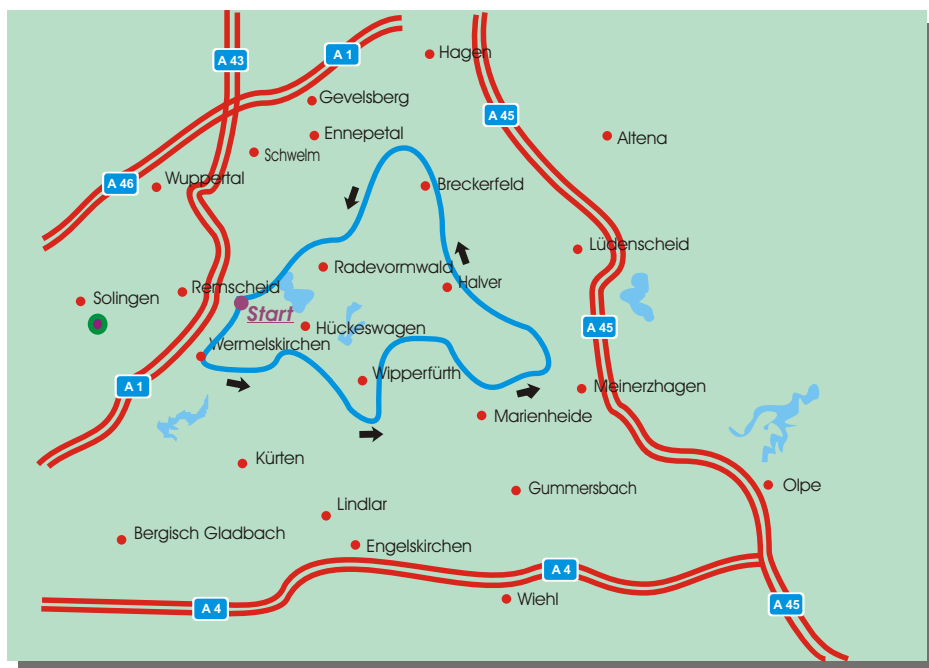 Hagen
A 1
A 43
Gevelsberg
A 45
Ennepetal
Altena
Schwelm
Wuppertal
A 46
Breckerfeld
Lüdenscheid
Radevormwald
Halver
Remscheid
Solingen
Start
Hückeswagen
A 45
Wermelskirchen
Wipperfürth
A 1
Meinerzhagen
Marienheide
Kürten
Olpe
Gummersbach
Lindlar
Bergisch Gladbach
Engelskirchen
A 4
Wiehl
A 4
A 45